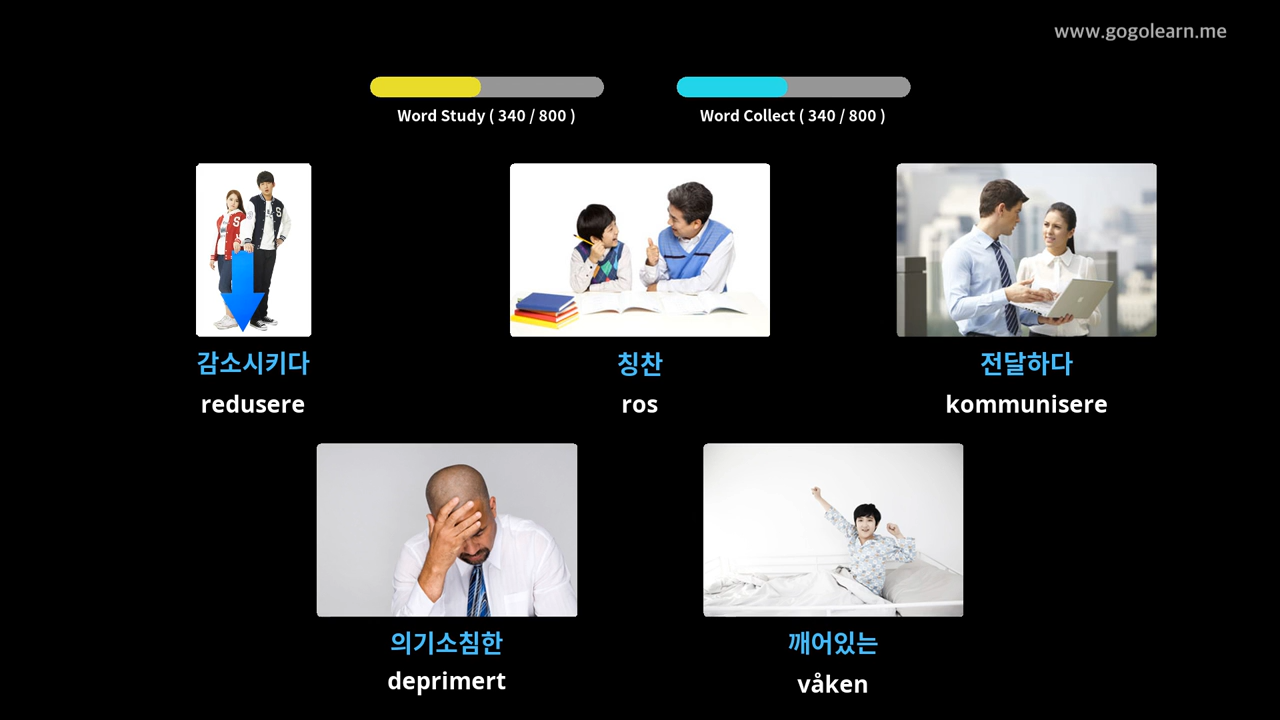 www.gogolearn.me
Word Study ( 340 / 800 )
Word Collect ( 340 / 800 )
감소시키다
redusere
칭찬
ros
전달하다
kommunisere
의기소침한
deprimert
깨어있는
våken